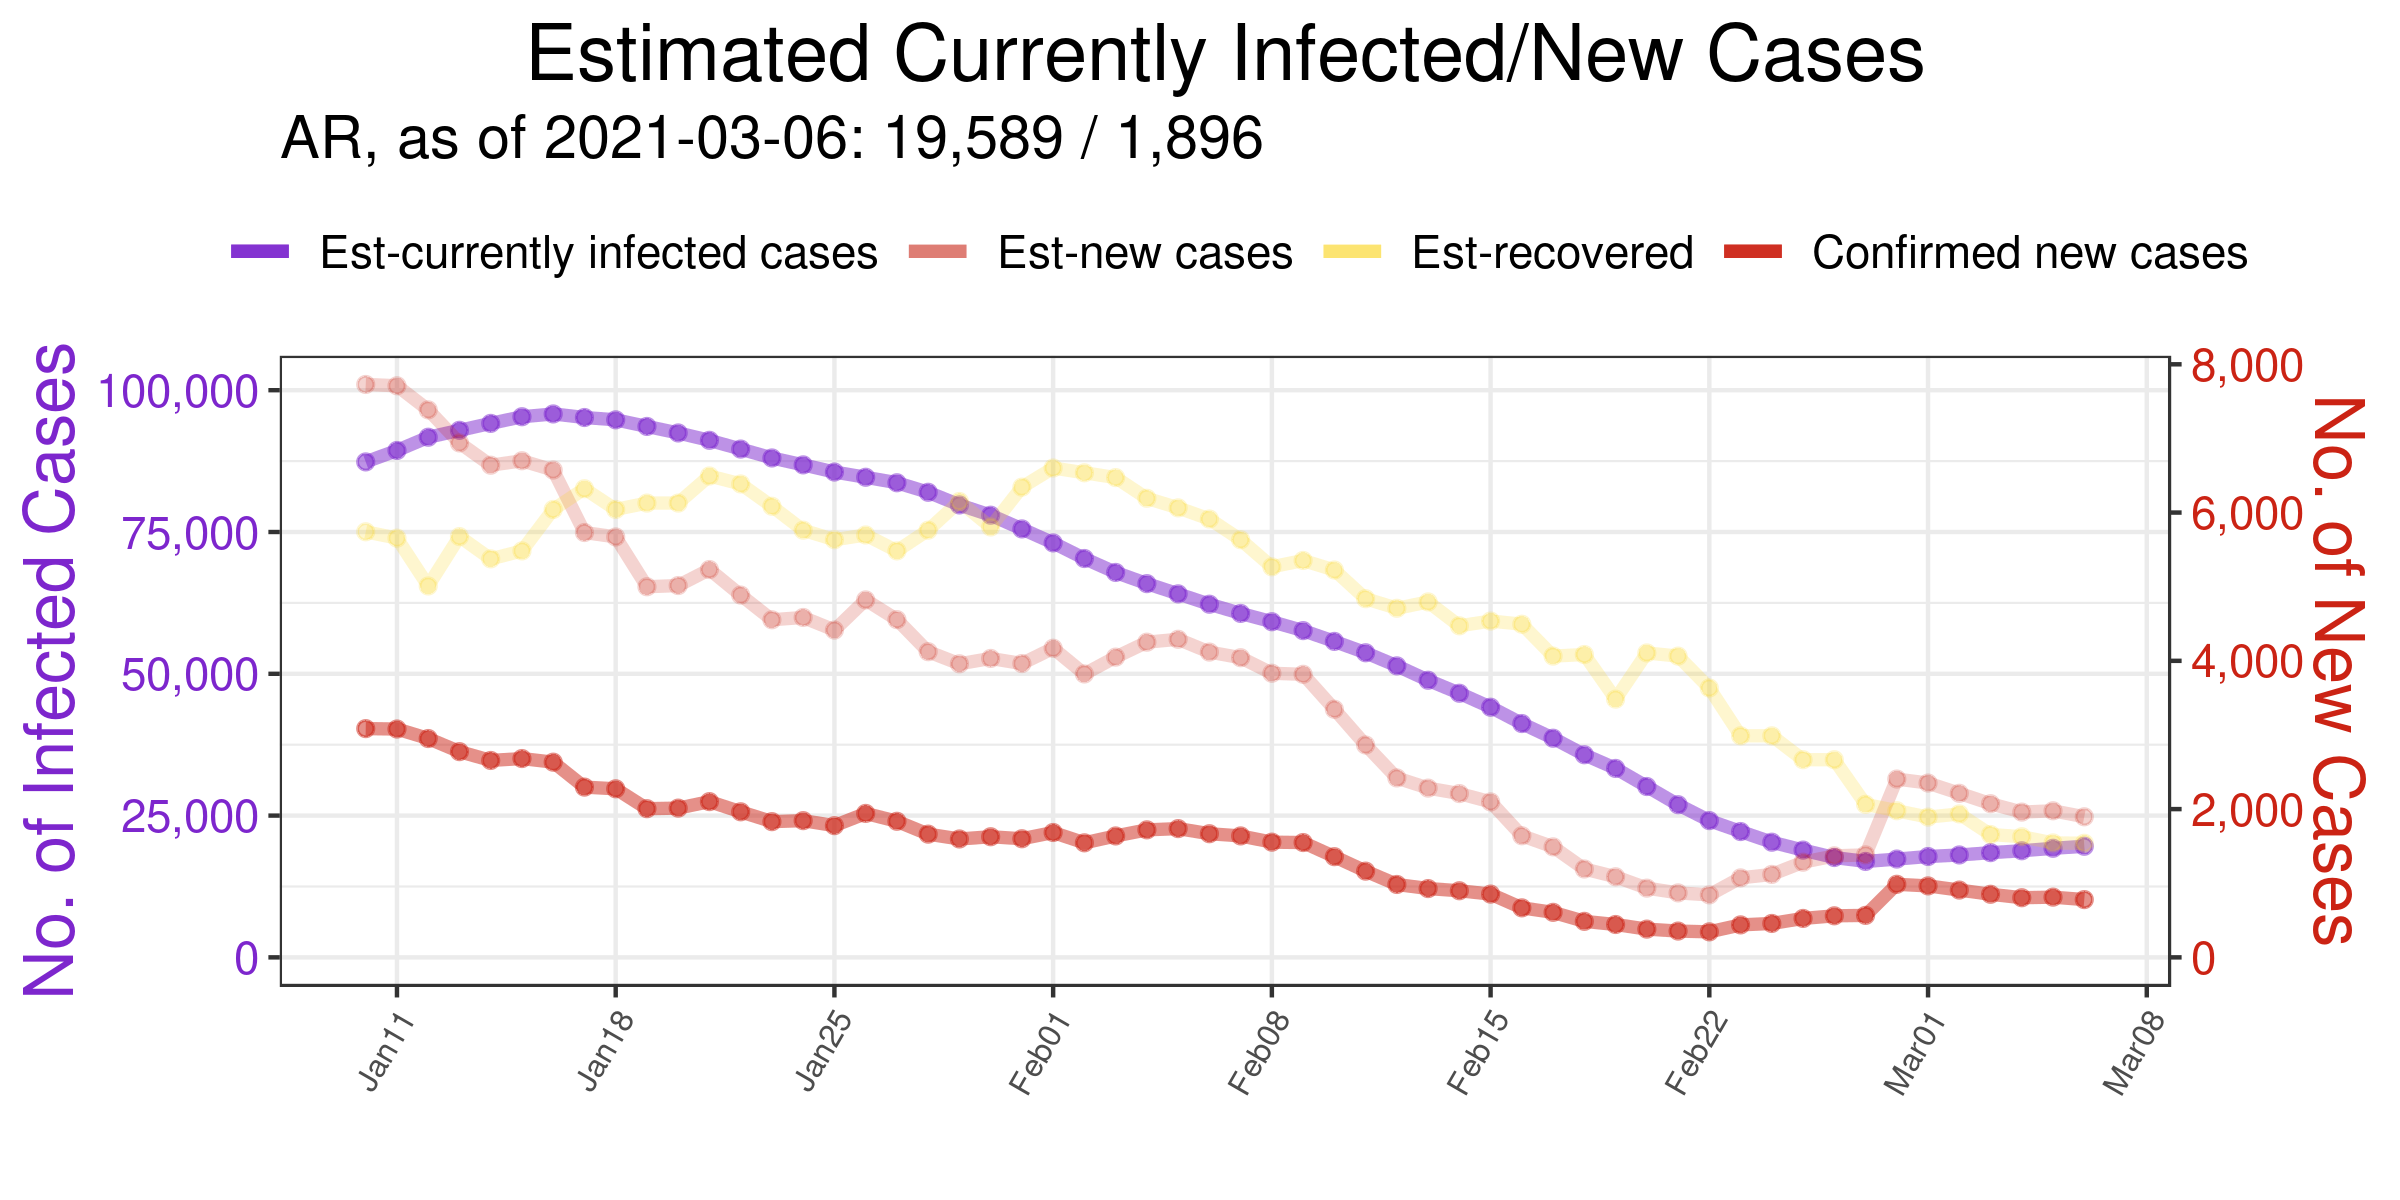 Estimated Currently Infected/New Cases
AR, as of 2021-03-06: 19,589 / 1,896
Est-currently infected cases Est-new cases Est-recovered Confirmed new cases
No. of Infected Cases
100,000
75,000
50,000
25,000
0
8,000
6,000
4,000
2,000
0
No. of New Cases
Jan11 Jan18 Jan25 Feb01 Feb08 Feb15 Feb22 Mar01 Mar08